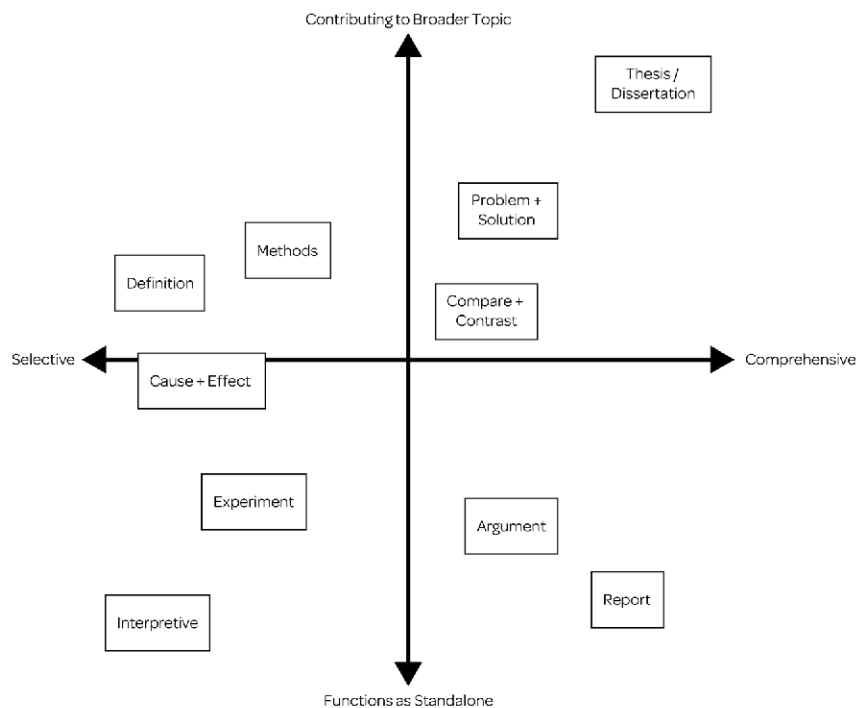 Contributing to Broader Topic
Thesis /
Dissertation
Problem +
Solution
Methods
Definition
Compare +
Contrast
Selective
Comprehensive
Cause + Effect
Experiment
Argument
Report
Interpretive
Functions as Standalone